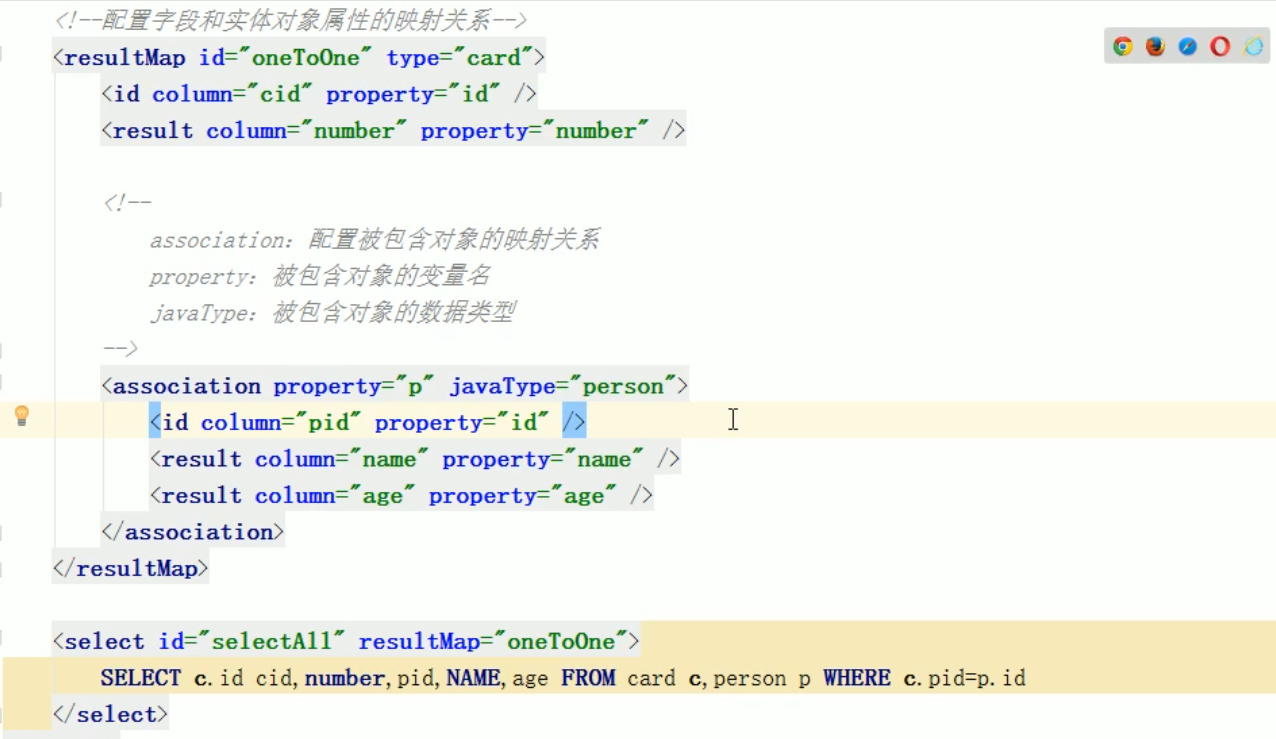 <!--配置字段和实体对象属性的映射关系-->
<resultMap id="oneToOne" type="card">
<id column="cid" property="id" />
<result column="number" property="number" />
<!--
association：配置被包含对象的映射关系
property：被包含对象的变量名
javaType：被包含对象的数据类型
-->
<association property="p" javaType="person">
<id column="pid" property="id" />
<result column="name" property="name" />
<result column="age" property="age" />
</association>
</resultMap>
<select id="selectAll" resultMap="oneToOne">
SELECT c.id cid,number,pid,NAME,age FROM card c,person p WHERE c.pid=p.id
</select>